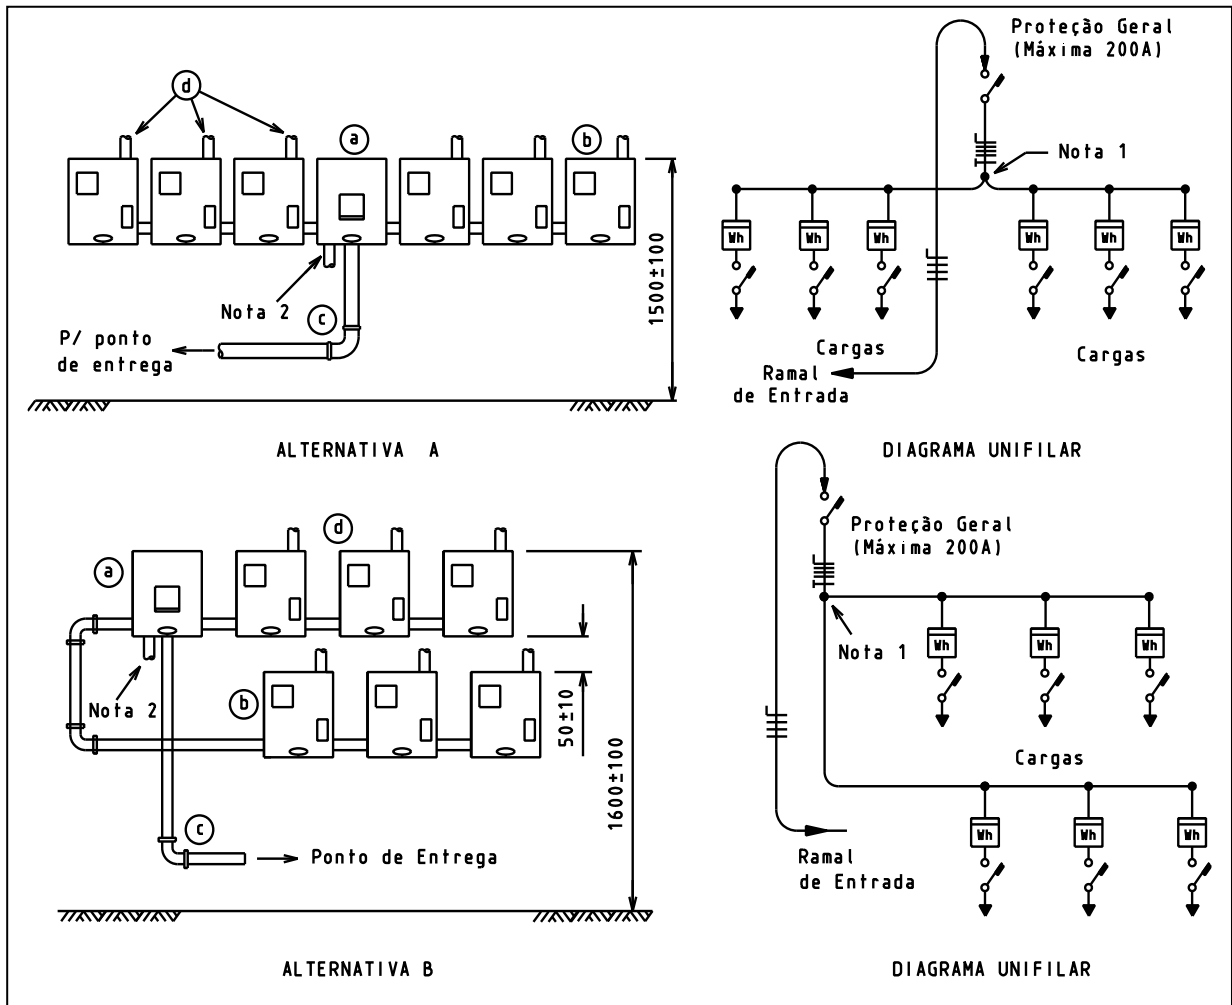 Proteção Geral
(Máxima 200A)
d
a
b
Nota 1
Wh
Wh
Wh
Wh
Wh
Wh
1500±100
Nota 2
c
P/ ponto
de entrega
Cargas
Cargas
Ramal
de Entrada
ALTERNATIVA A
DIAGRAMA UNIFILAR
d
a
Proteção Geral
(Máxima 200A)
Nota 1
Wh
Wh
Wh
Nota 2
b
50±10
1600±100
Cargas
c
Ponto de Entrega
Wh
Wh
Wh
Ramal
de Entrada
ALTERNATIVA B
DIAGRAMA UNIFILAR